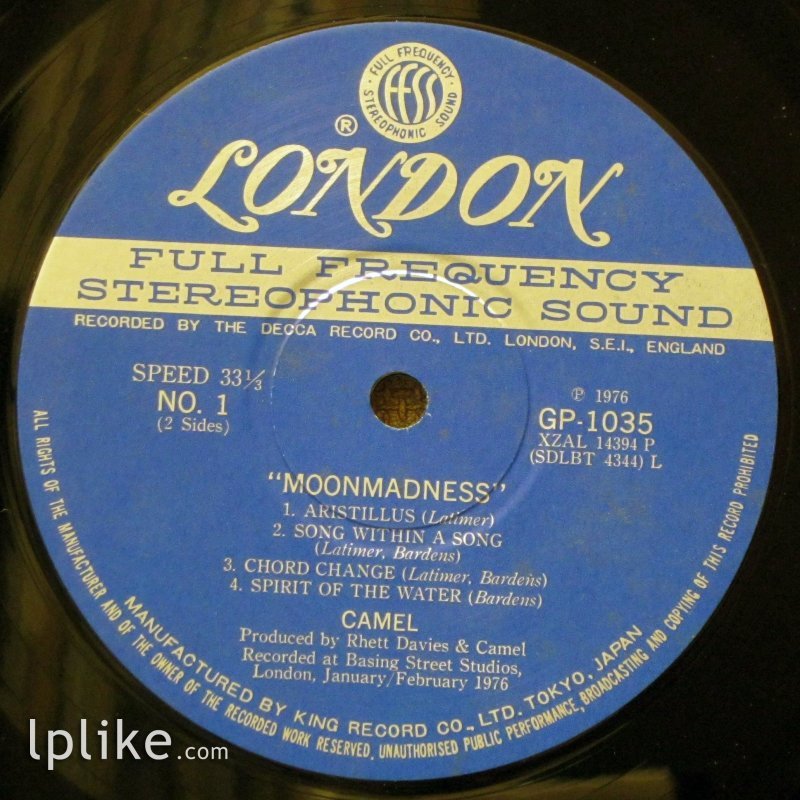 FULL FREQUENCY
FFSS
STEREOPHONIC SOUND
®
LONDON
FULL FREQUENCY
STEREOPHONIC SOUND
RECORDED BY THE DECCA RECORD CO., LTD. LONDON, S.E.I., ENGLAND
SPEED 33⅓
NO. 1
(2 Sides)
℗ 1976
GP-1035
XZAL 14394 P
(SDLBT 4344) L
"MOONMADNESS"
1. ARISTILLUS (Latimer)
2. SONG WITHIN A SONG
(Latimer, Bardens)
3. CHORD CHANGE (Latimer, Bardens)
4. SPIRIT OF THE WATER (Bardens)
CAMEL
Produced by Rhett Davies & Camel
Recorded at Basing Street Studios,
London, January/February 1976
MANUFACTURED BY KING RECORD CO., LTD. TOKYO, JAPAN
ALL RIGHTS OF THE MANUFACTURER AND OF THE OWNER OF THE RECORDED WORK RESERVED. UNAUTHORISED PUBLIC PERFORMANCE, BROADCASTING AND COPYING OF THIS RECORD PROHIBITED
lplike.com